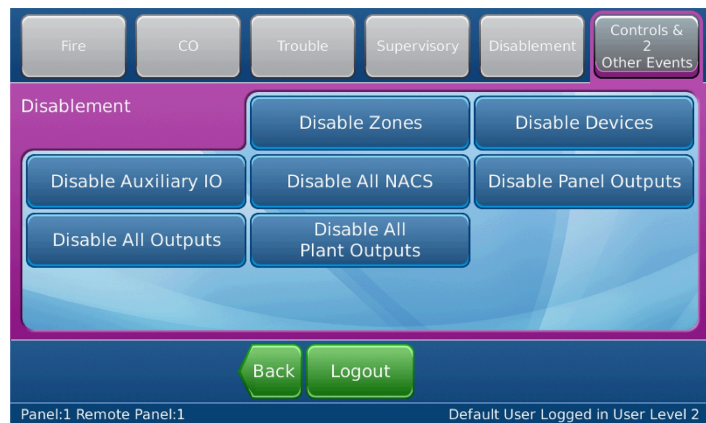 Fire
CO
Trouble
Supervisory
Disablement
Controls &
2
Other Events
Disablement
Disable Zones
Disable Devices
Disable Auxiliary IO
Disable All NACS
Disable Panel Outputs
Disable All Outputs
Disable All
Plant Outputs
Back
Logout
Panel:1 Remote Panel:1
Default User Logged in User Level 2